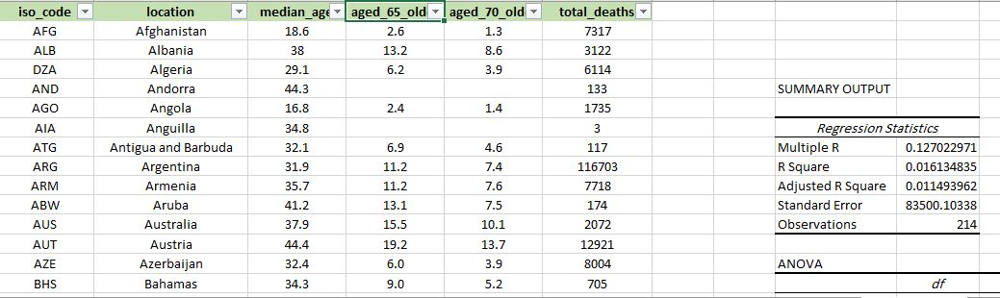 iso_code location median_age aged_65_old aged_70_old total_deaths
AFG Afghanistan 18.6 2.6 1.3 7317
ALB Albania 38 13.2 8.6 3122
DZA Algeria 29.1 6.2 3.9 6114
AND Andorra 44.3 133 SUMMARY OUTPUT
AGO Angola 16.8 2.4 1.4 1735
AIA Anguilla 34.8 3 Regression Statistics
ATG Antigua and Barbuda 32.1 6.9 4.6 117 Multiple R 0.127022971
ARG Argentina 31.9 11.2 7.4 116703 R Square 0.016134835
ARM Armenia 35.7 11.2 7.6 7718 Adjusted R Square 0.011493962
ABW Aruba 41.2 13.1 7.5 174 Standard Error 83500.10338
AUS Australia 37.9 15.5 10.1 2072 Observations 214
AUT Austria 44.4 19.2 13.7 12921
AZE Azerbaijan 32.4 6.0 3.9 8004 ANOVA
BHS Bahamas 34.3 9.0 5.2 705 df